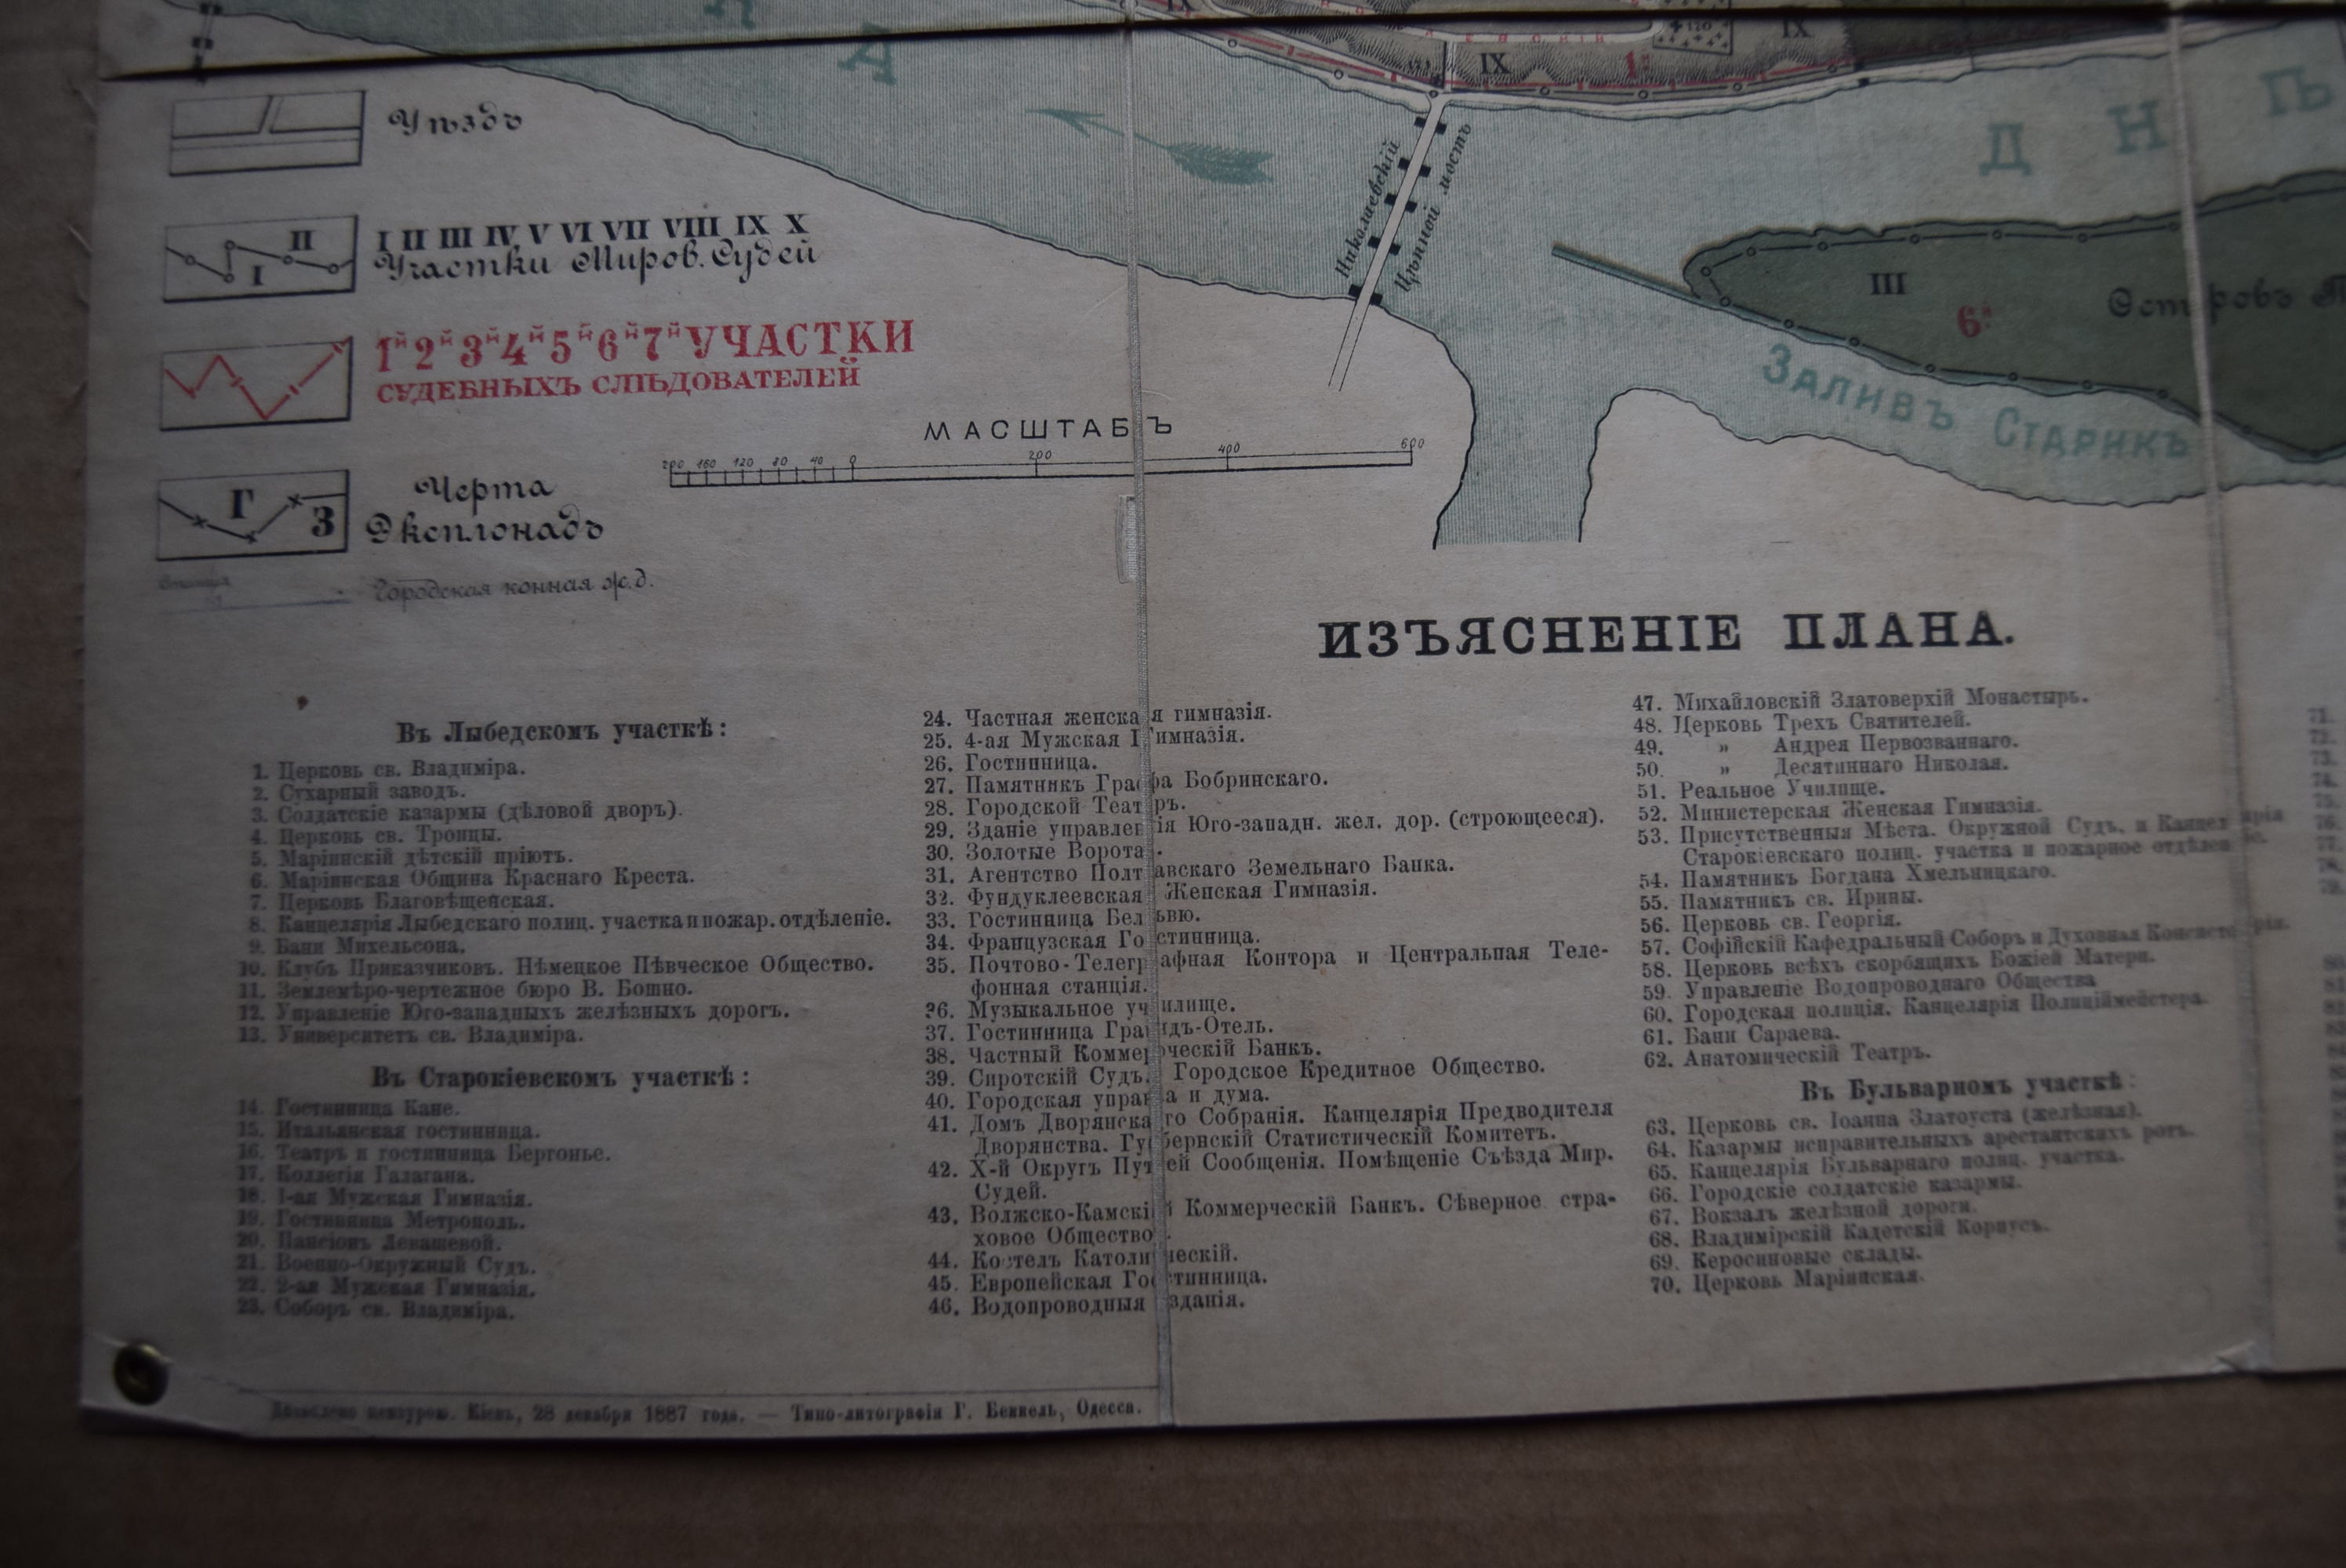 А
IX
IX
IX
1й
Уѣздъ
I II III IV V VI VII VIII IX X
Участки Миров. Судей
II
I
1й 2й 3й 4й 5й 6й 7й УЧАСТКИ
СУДЕБНЫХЪ СЛѢДОВАТЕЛЕЙ
Г
З
Черта
Эксплонадъ
Городская конная ж.д.
МАСШТАБЪ
200 160 120 80 40 0 200 400 600
Николаевскій
Цѣпной мостъ
ДНѢ
III
6й
Островъ
ЗАЛИВЪ СТАРИКЪ
ИЗЪЯСНЕНІЕ ПЛАНА.
Въ Лыбедскомъ участкѣ:
1. Церковь св. Владиміра.
2. Сухарный заводъ.
3. Солдатскіе казармы (дѣловой дворъ).
4. Церковь св. Троицы.
5. Маріинскій дѣтскій пріютъ.
6. Маріинская Община Краснаго Креста.
7. Церковь Благовѣщенская.
8. Канцелярія Лыбедскаго полиц. участка и пожар. отдѣленіе.
9. Бани Михельсона.
10. Клубъ Приказчиковъ. Нѣмецкое Пѣвческое Общество.
11. Землемѣро-чертежное бюро В. Бошно.
12. Управленіе Юго-западныхъ желѣзныхъ дорогъ.
13. Университетъ св. Владиміра.
Въ Старокіевскомъ участкѣ:
14. Гостинница Кане.
15. Итальянская гостинница.
16. Театръ и гостинница Бергонье.
17. Коллегія Галагана.
18. 1-ая Мужская Гимназія.
19. Гостинница Метрополь.
20. Пансіонъ Левашевой.
21. Военно-Окружный Судъ.
22. 2-ая Мужская Гимназія.
23. Соборъ св. Владиміра.
24. Частная женская гимназія.
25. 4-ая Мужская Гимназія.
26. Гостинница.
27. Памятникъ Графа Бобринскаго.
28. Городской Театръ.
29. Зданіе управленія Юго-западн. жел. дор. (строющееся).
30. Золотые Ворота.
31. Агентство Полтавскаго Земельнаго Банка.
32. Фундуклеевская Женская Гимназія.
33. Гостинница Бельвю.
34. Французская Гостинница.
35. Почтово-Телеграфная Контора и Центральная Теле-
фонная станція.
36. Музыкальное училище.
37. Гостинница Грандъ-Отель.
38. Частный Коммерческій Банкъ.
39. Сиротскій Судъ. Городское Кредитное Общество.
40. Городская управа и дума.
41. Домъ Дворянскаго Собранія. Канцелярія Предводителя
Дворянства. Губернскій Статистическій Комитетъ.
42. X-й Округъ Путей Сообщенія. Помѣщеніе Съѣзда Мир.
Судей.
43. Волжско-Камскій Коммерческій Банкъ. Сѣверное стра-
ховое Общество.
44. Костелъ Католическій.
45. Европейская Гостинница.
46. Водопроводныя зданія.
47. Михайловскій Златоверхій Монастырь.
48. Церковь Трехъ Святителей.
49. „ Андрея Первозваннаго.
50. „ Десятиннаго Николая.
51. Реальное Училище.
52. Министерская Женская Гимназія.
53. Присутственныя Мѣста. Окружной Судъ, и Канцелярія
Старокіевскаго полиц. участка и пожарное отдѣленіе.
54. Памятникъ Богдана Хмельницкаго.
55. Памятникъ св. Ирины.
56. Церковь св. Георгія.
57. Софійскій Кафедральный Соборъ и Духовная Консисторія.
58. Церковь всѣхъ скорбящихъ Божіей Матери.
59. Управленіе Водопроводнаго Общества
60. Городская полиція. Канцелярія Полиціймейстера.
61. Бани Сараева.
62. Анатомическій Театръ.
Въ Бульварномъ участкѣ:
63. Церковь св. Іоанна Златоуста (желѣзная).
64. Казармы исправительныхъ арестантскихъ ротъ.
65. Канцелярія Бульварнаго полиц. участка.
66. Городскіе солдатскіе казармы.
67. Вокзалъ желѣзной дороги.
68. Владимірскій Кадетскій Корпусъ.
69. Керосиновые склады.
70. Церковь Маріинская.
71.
72.
73.
74.
75.
76.
77.
78.
79.
Дозволено цензурою. Кіевъ, 28 декабря 1887 года. — Типо-литографія Г. Бейвель, Одесса.